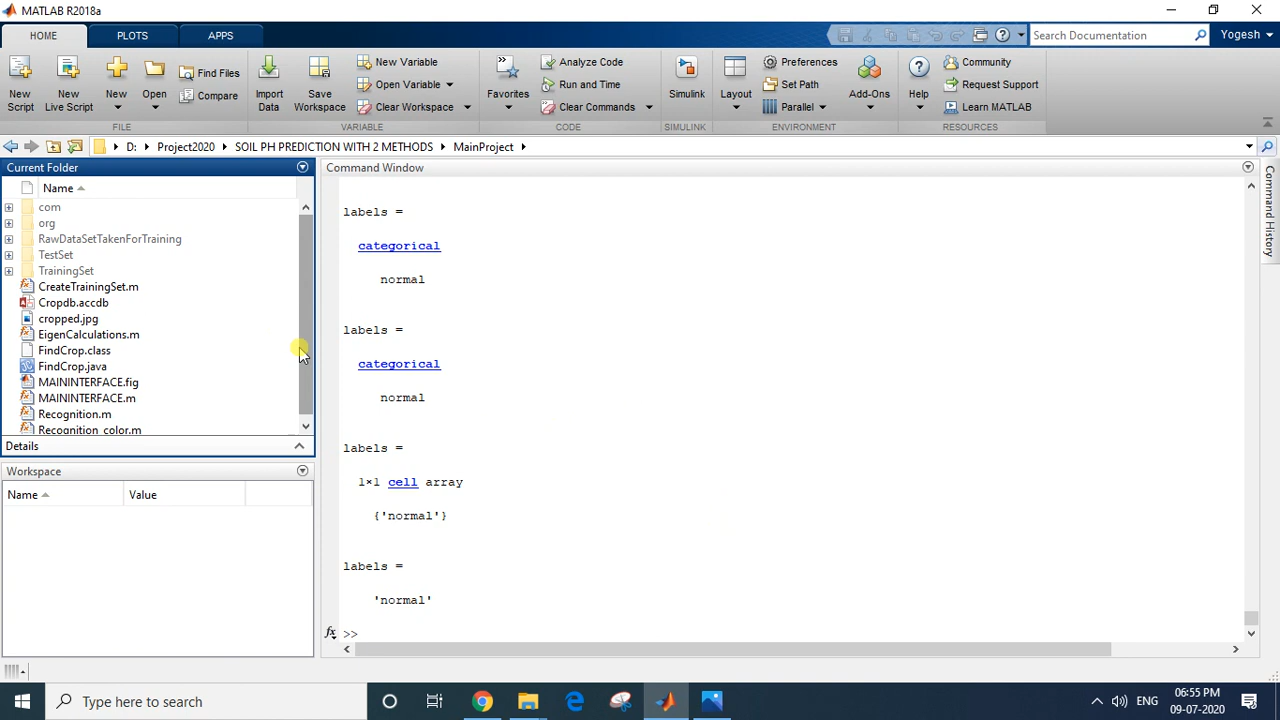 MATLAB R2018a
HOME PLOTS APPS Search Documentation Yogesh
New Script New Live Script New Open Find Files Compare Import Data Save Workspace New Variable Open Variable Clear Workspace Favorites Analyze Code Run and Time Clear Commands Simulink Layout Preferences Set Path Parallel Add-Ons Help Community Request Support Learn MATLAB
FILE VARIABLE CODE SIMULINK ENVIRONMENT RESOURCES
D: Project2020 SOIL PH PREDICTION WITH 2 METHODS MainProject
Current Folder
Name
com
org
RawDataSetTakenForTraining
TestSet
TrainingSet
CreateTrainingSet.m
Cropdb.accdb
cropped.jpg
EigenCalculations.m
FindCrop.class
FindCrop.java
MAININTERFACE.fig
MAININTERFACE.m
Recognition.m
Recognition_color.m
Details
Workspace
Name Value
Command Window
labels =
categorical
normal
labels =
categorical
normal
labels =
1×1 cell array
{'normal'}
labels =
'normal'
fx >>
Command History
Type here to search
ENG
06:55 PM
09-07-2020